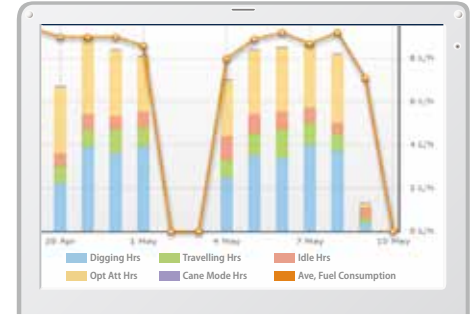 8 L/h
6 L/h
4 L/h
2 L/h
0 L/h
28 Apr 1 May 4 May 7 May 10 May
Digging Hrs Travelling Hrs Idle Hrs
Opt Att Hrs Cane Mode Hrs Ave, Fuel Consumption